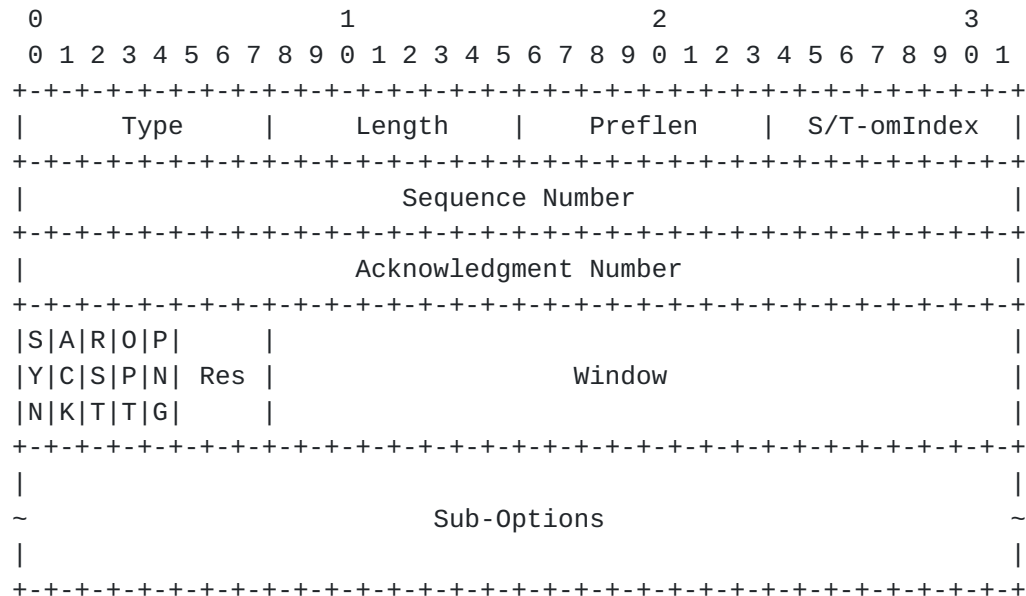 0                   1                   2                   3
 0 1 2 3 4 5 6 7 8 9 0 1 2 3 4 5 6 7 8 9 0 1 2 3 4 5 6 7 8 9 0 1
+-+-+-+-+-+-+-+-+-+-+-+-+-+-+-+-+-+-+-+-+-+-+-+-+-+-+-+-+-+-+-+-+
|      Type     |     Length    |    Preflen    |  S/T-omIndex  |
+-+-+-+-+-+-+-+-+-+-+-+-+-+-+-+-+-+-+-+-+-+-+-+-+-+-+-+-+-+-+-+-+
|                        Sequence Number                        |
+-+-+-+-+-+-+-+-+-+-+-+-+-+-+-+-+-+-+-+-+-+-+-+-+-+-+-+-+-+-+-+-+
|                     Acknowledgment Number                     |
+-+-+-+-+-+-+-+-+-+-+-+-+-+-+-+-+-+-+-+-+-+-+-+-+-+-+-+-+-+-+-+-+
|S|A|R|O|P|     |                                               |
|Y|C|S|P|N| Res |                   Window                      |
|N|K|T|T|G|     |                                               |
+-+-+-+-+-+-+-+-+-+-+-+-+-+-+-+-+-+-+-+-+-+-+-+-+-+-+-+-+-+-+-+-+
|                                                               |
~                          Sub-Options                          ~
|                                                               |
+-+-+-+-+-+-+-+-+-+-+-+-+-+-+-+-+-+-+-+-+-+-+-+-+-+-+-+-+-+-+-+-+